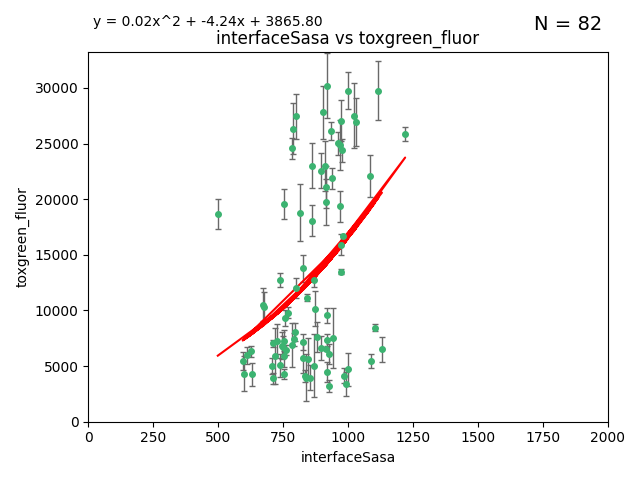 y = 0.02x^2 + -4.24x + 3865.80
N = 82
interfaceSasa vs toxgreen_fluor
30000
25000
20000
15000
10000
5000
0
toxgreen_fluor
0 250 500 750 1000 1250 1500 1750 2000
interfaceSasa